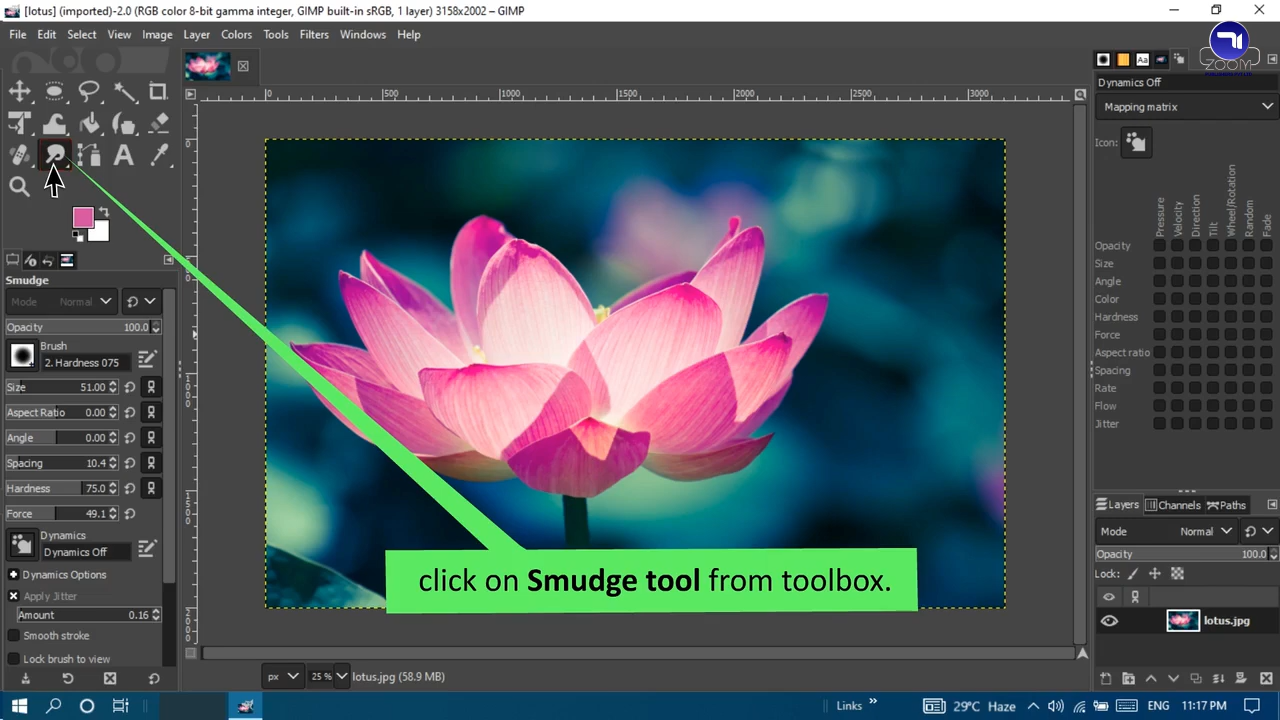 [lotus] (imported)-2.0 (RGB color 8-bit gamma integer, GIMP built-in sRGB, 1 layer) 3158x2002 – GIMP
File Edit Select View Image Layer Colors Tools Filters Windows Help
ZOOM
0 500 1000 1500 2000 2500 3000
Dynamics Off
Mapping matrix
Icon:
Pressure
Velocity
Direction
Tilt
Wheel/Rotation
Random
Fade
Opacity
Size
Angle
Color
Hardness
Force
Aspect ratio
Spacing
Rate
Flow
Jitter
Smudge
Mode Normal
Opacity 100.0
Brush
2. Hardness 075
Size 51.00
Aspect Ratio 0.00
Angle 0.00
Spacing 10.4
Hardness 75.0
Force 49.1
Dynamics
Dynamics Off
Dynamics Options
Apply Jitter
Amount 0.16
Smooth stroke
Lock brush to view
click on Smudge tool from toolbox.
Layers Channels Paths
Mode Normal
Opacity 100.0
Lock:
lotus.jpg
px 25 % lotus.jpg (58.9 MB)
Links » 29°C Haze ENG 11:17 PM